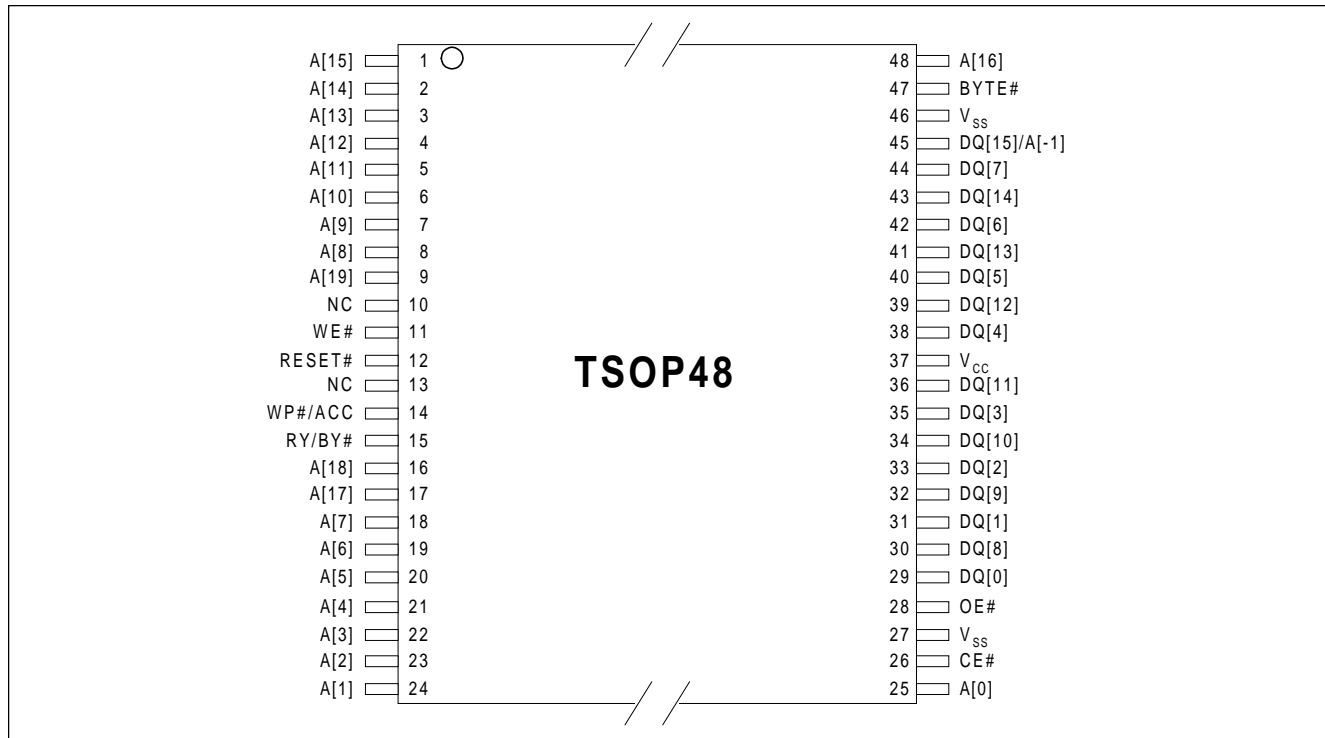 A[15] 1 48 A[16]
A[14] 2 47 BYTE#
A[13] 3 46 VSS
A[12] 4 45 DQ[15]/A[-1]
A[11] 5 44 DQ[7]
A[10] 6 43 DQ[14]
A[9] 7 42 DQ[6]
A[8] 8 41 DQ[13]
A[19] 9 40 DQ[5]
NC 10 39 DQ[12]
WE# 11 38 DQ[4]
RESET# 12 37 VCC
TSOP48
NC 13 36 DQ[11]
WP#/ACC 14 35 DQ[3]
RY/BY# 15 34 DQ[10]
A[18] 16 33 DQ[2]
A[17] 17 32 DQ[9]
A[7] 18 31 DQ[1]
A[6] 19 30 DQ[8]
A[5] 20 29 DQ[0]
A[4] 21 28 OE#
A[3] 22 27 VSS
A[2] 23 26 CE#
A[1] 24 25 A[0]